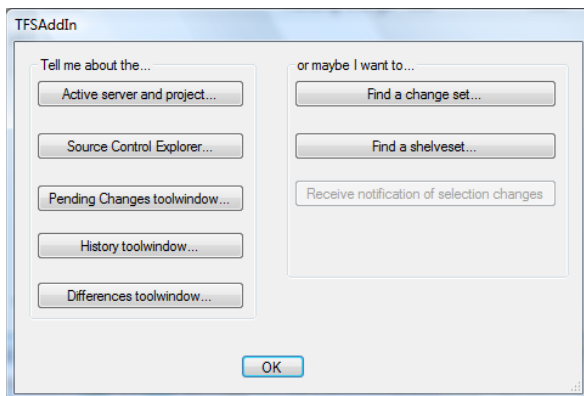 TFSAddIn
Tell me about the...
Active server and project...
Source Control Explorer...
Pending Changes toolwindow...
History toolwindow...
Differences toolwindow...
or maybe I want to...
Find a change set...
Find a shelveset...
Receive notification of selection changes
OK